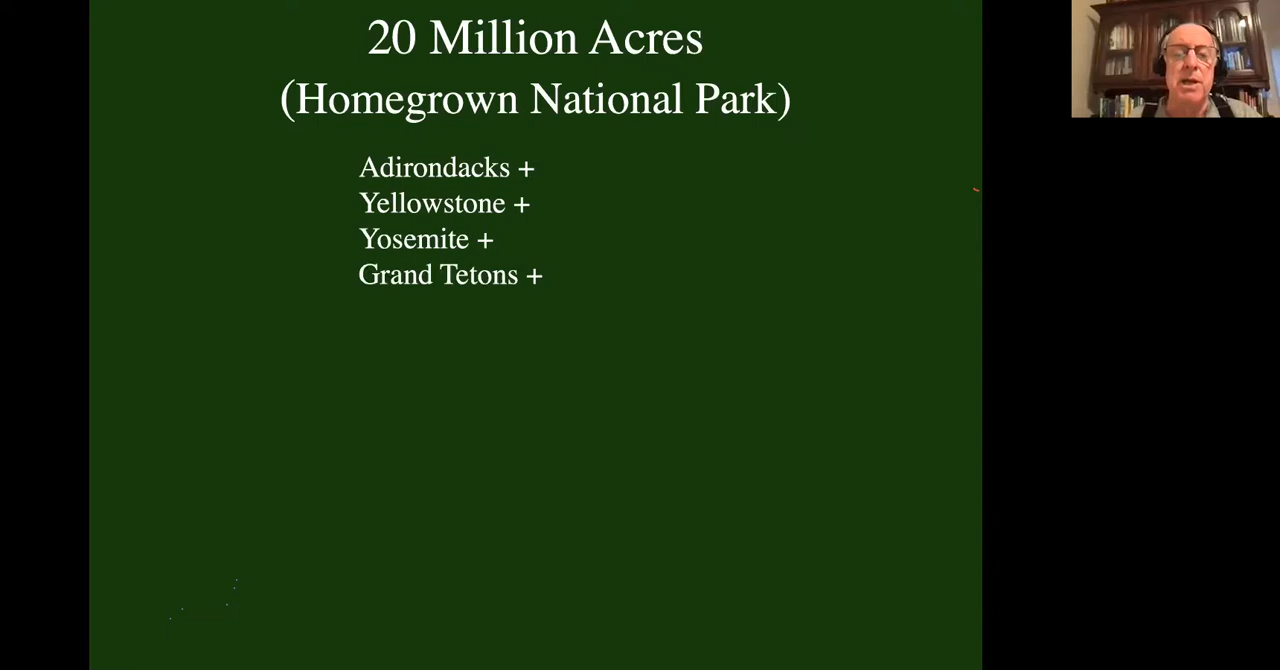 20 Million Acres
(Homegrown National Park)
Adirondacks +
Yellowstone +
Yosemite +
Grand Tetons +